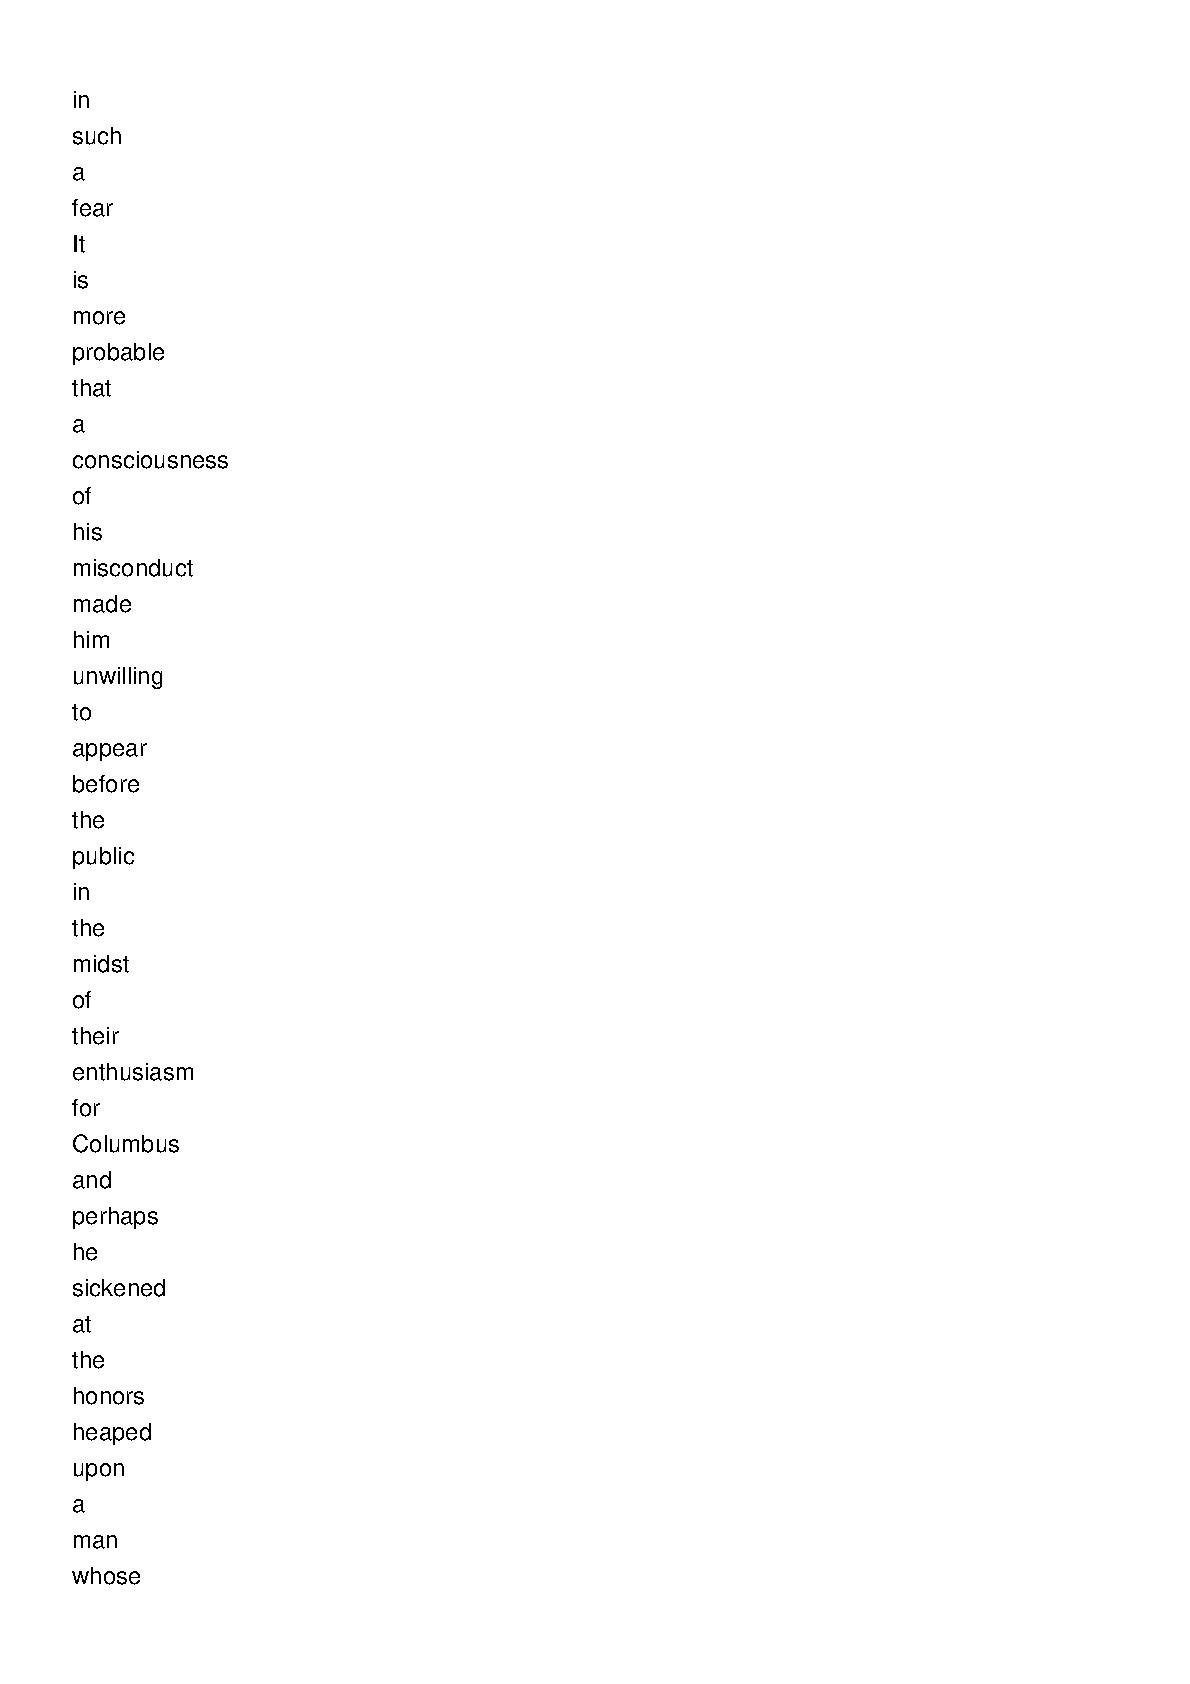 in
such
a
fear
It
is
more
probable
that
a
consciousness
of
his
misconduct
made
him
unwilling
to
appear
before
the
public
in
the
midst
of
their
enthusiasm
for
Columbus
and
perhaps
he
sickened
at
the
honors
heaped
upon
a
man
whose